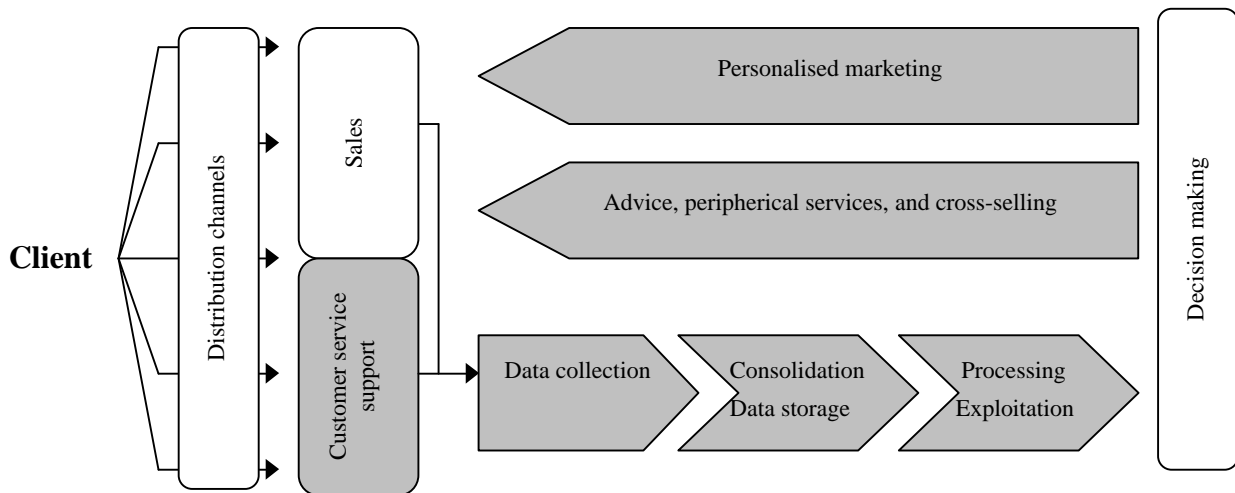 Client
Distribution channels
Sales
Customer service
support
Personalised marketing
Advice, peripherical services, and cross-selling
Data collection
Consolidation
Data storage
Processing
Exploitation
Decision making